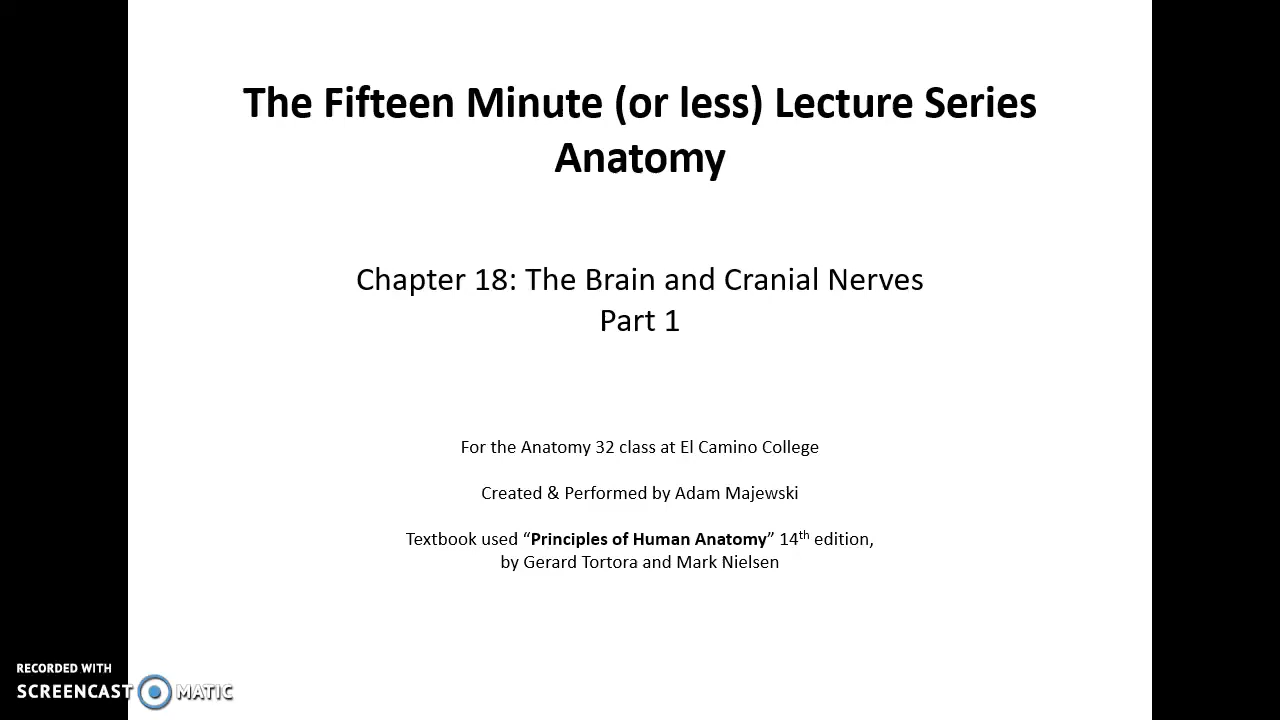 The Fifteen Minute (or less) Lecture Series
Anatomy
Chapter 18: The Brain and Cranial Nerves
Part 1
For the Anatomy 32 class at El Camino College
Created & Performed by Adam Majewski
Textbook used “Principles of Human Anatomy” 14th edition,
by Gerard Tortora and Mark Nielsen
RECORDED WITH
SCREENCAST MATIC